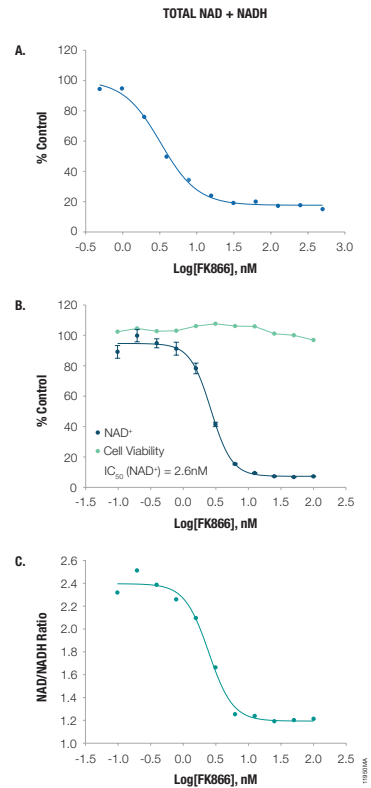 TOTAL NAD + NADH
A.
120
100
80
60
40
20
0
% Control
-0.5 0.0 0.5 1.0 1.5 2.0 2.5 3.0
Log[FK866], nM
B.
120
100
80
60
40
20
0
% Control
NAD⁺
Cell Viability
IC₅₀ (NAD⁺) = 2.6nM
-1.5 -1.0 -0.5 0.0 0.5 1.0 1.5 2.0 2.5
Log[FK866], nM
C.
2.6
2.4
2.2
2.0
1.8
1.6
1.4
1.2
1.0
NAD/NADH Ratio
-1.5 -1.0 -0.5 0.0 0.5 1.0 1.5 2.0 2.5
Log[FK866], nM
11950MA